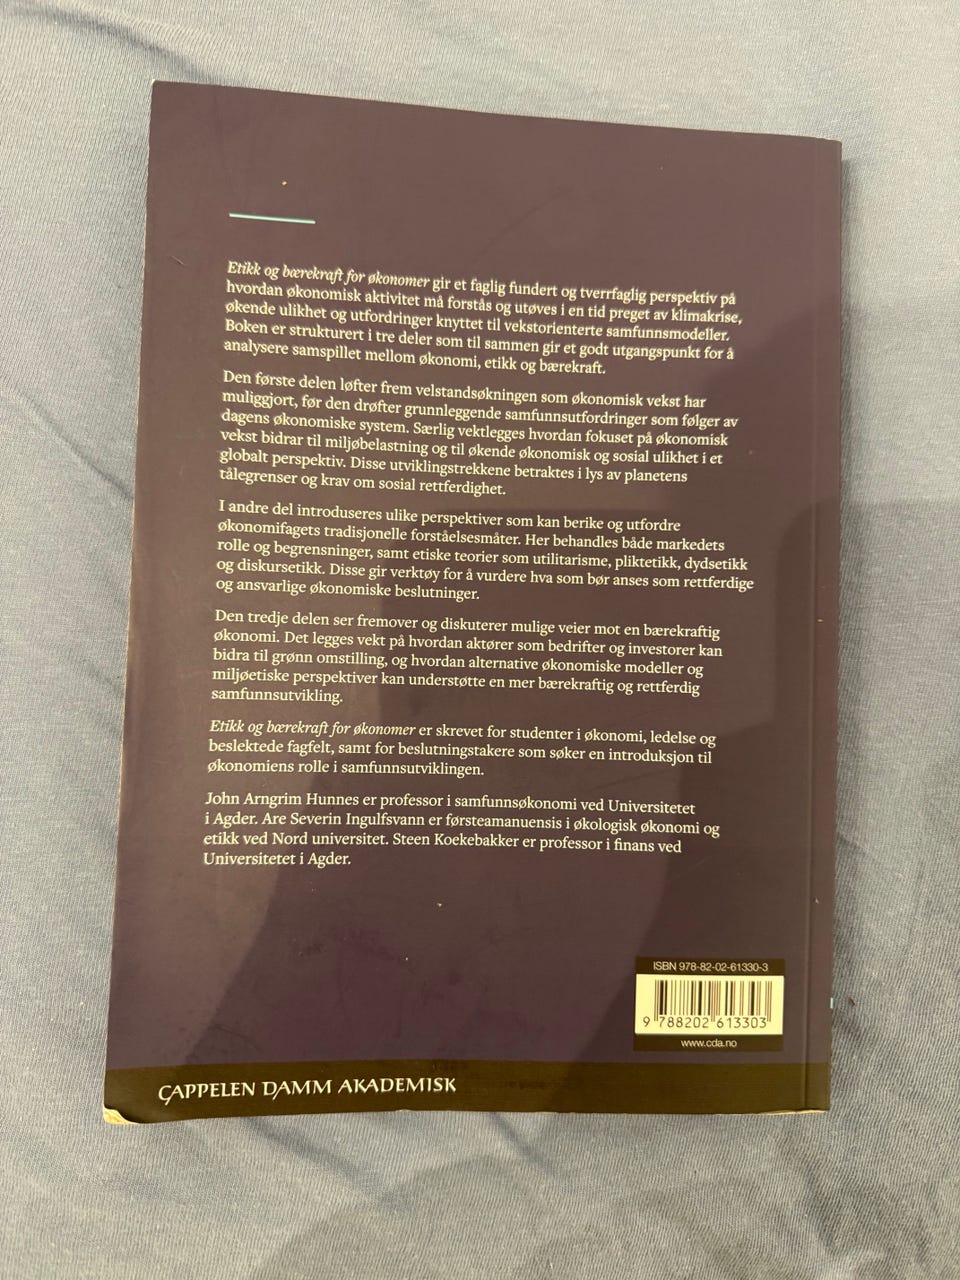 Etikk og bærekraft for økonomer gir et faglig fundert og tverrfaglig perspektiv på
hvordan økonomisk aktivitet må forstås og utøves i en tid preget av klimakrise,
økende ulikhet og utfordringer knyttet til vekstorienterte samfunnsmodeller.
Boken er strukturert i tre deler som til sammen gir et godt utgangspunkt for å
analysere samspillet mellom økonomi, etikk og bærekraft.
Den første delen løfter frem velstandsøkningen som økonomisk vekst har
muliggjort, før den drøfter grunnleggende samfunnsutfordringer som følger av
dagens økonomiske system. Særlig vektlegges hvordan fokuset på økonomisk
vekst bidrar til miljøbelastning og til økende økonomisk og sosial ulikhet i et
globalt perspektiv. Disse utviklingstrekkene betraktes i lys av planetens
tålegrenser og krav om sosial rettferdighet.
I andre del introduseres ulike perspektiver som kan berike og utfordre
økonomifagets tradisjonelle forståelsesmåter. Her behandles både markedets
rolle og begrensninger, samt etiske teorier som utilitarisme, pliktetikk, dydsetikk
og diskursetikk. Disse gir verktøy for å vurdere hva som bør anses som rettferdige
og ansvarlige økonomiske beslutninger.
Den tredje delen ser fremover og diskuterer mulige veier mot en bærekraftig
økonomi. Det legges vekt på hvordan aktører som bedrifter og investorer kan
bidra til grønn omstilling, og hvordan alternative økonomiske modeller og
miljøetiske perspektiver kan understøtte en mer bærekraftig og rettferdig
samfunnsutvikling.
Etikk og bærekraft for økonomer er skrevet for studenter i økonomi, ledelse og
beslektede fagfelt, samt for beslutningstakere som søker en introduksjon til
økonomiens rolle i samfunnsutviklingen.
John Arngrim Hunnes er professor i samfunnsøkonomi ved Universitetet
i Agder. Are Severin Ingulfsvann er førsteamanuensis i økologisk økonomi og
etikk ved Nord universitet. Steen Koekebakker er professor i finans ved
Universitetet i Agder.
ISBN 978-82-02-61330-3
9 788202 613303
www.cda.no
CAPPELEN DAMM AKADEMISK